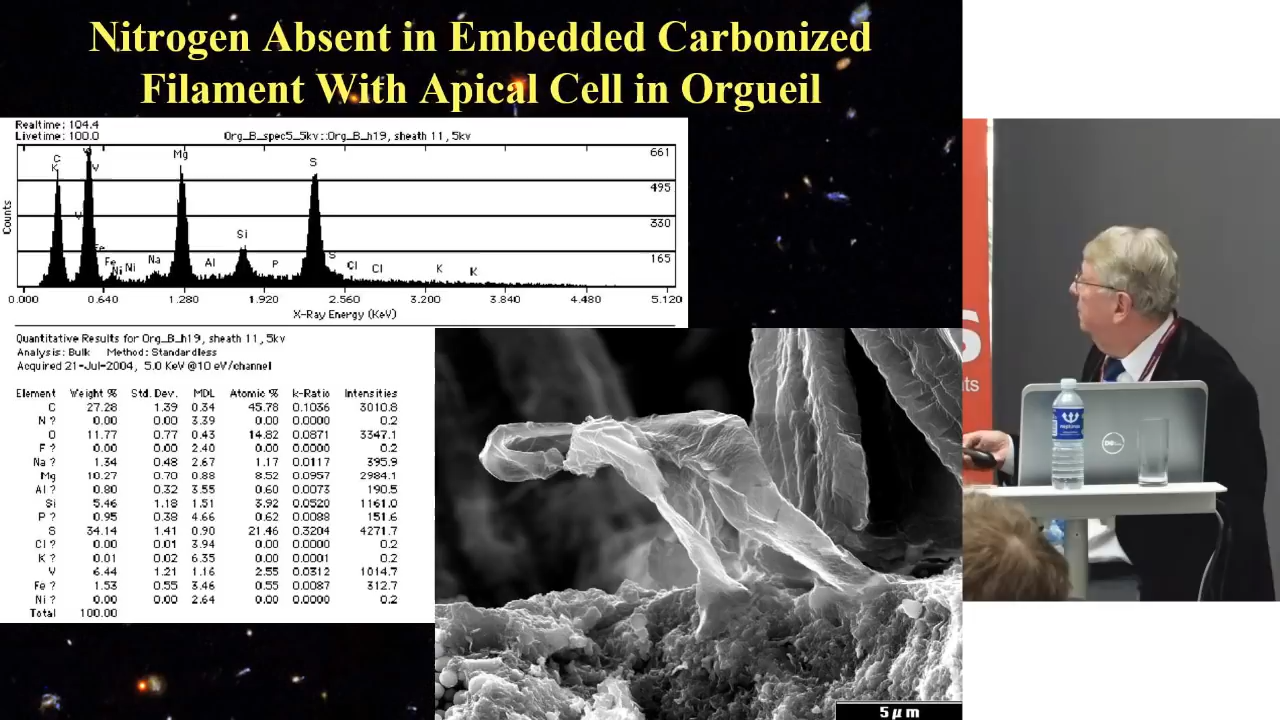 Nitrogen Absent in Embedded Carbonized
Filament With Apical Cell in Orgueil
Realtime: 104.4
Livetime: 100.0
Org_B_spec5_5kv::Org_B_h19, sheath 11, 5kv
661
495
330
165
Counts
C
K
V
V
Fe
Fe
Ni
Ni
Na
Mg
Al
Si
P
S
S
Cl
Cl
K
K
0.000 0.640 1.280 1.920 2.560 3.200 3.840 4.480 5.120
X-Ray Energy (KeV)
Quantitative Results for Org_B_h19, sheath 11, 5kv
Analysis: Bulk Method: Standardless
Acquired 21-Jul-2004, 5.0 KeV @10 eV/channel
Element Weight % Std. Dev. MDL Atomic % k-Ratio Intensities
C 27.28 1.39 0.34 45.78 0.1036 3010.8
N ? 0.00 0.00 3.39 0.00 0.0000 0.2
O 11.77 0.77 0.43 14.82 0.0871 3347.1
F ? 0.00 0.00 2.40 0.00 0.0000 0.2
Na ? 1.34 0.48 2.67 1.17 0.0117 395.9
Mg 10.27 0.70 0.88 8.52 0.0957 2984.1
Al ? 0.80 0.32 3.55 0.60 0.0073 190.5
Si 5.46 1.18 1.51 3.92 0.0520 1161.0
P ? 0.95 0.38 4.66 0.62 0.0088 151.6
S 34.14 1.41 0.90 21.46 0.3204 4271.7
Cl ? 0.00 0.01 3.94 0.00 0.0000 0.2
K ? 0.01 0.02 6.35 0.00 0.0001 0.2
V 6.44 1.21 1.16 2.55 0.0312 1014.7
Fe ? 1.53 0.55 3.46 0.55 0.0087 312.7
Ni ? 0.00 0.00 2.64 0.00 0.0000 0.2
Total 100.00
5 µm
S
ts
DELL